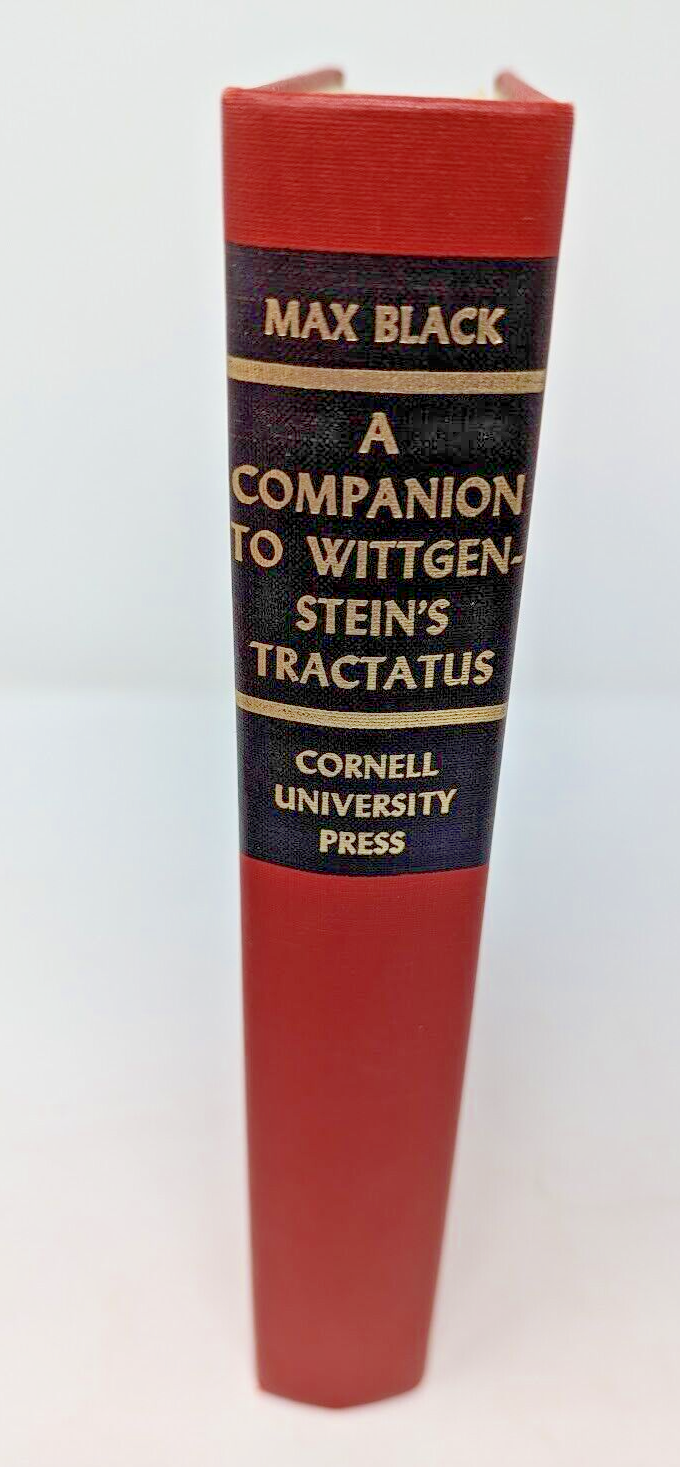 MAX BLACK
A
COMPANION
TO WITTGEN-
STEIN'S
TRACTATUS
CORNELL
UNIVERSITY
PRESS